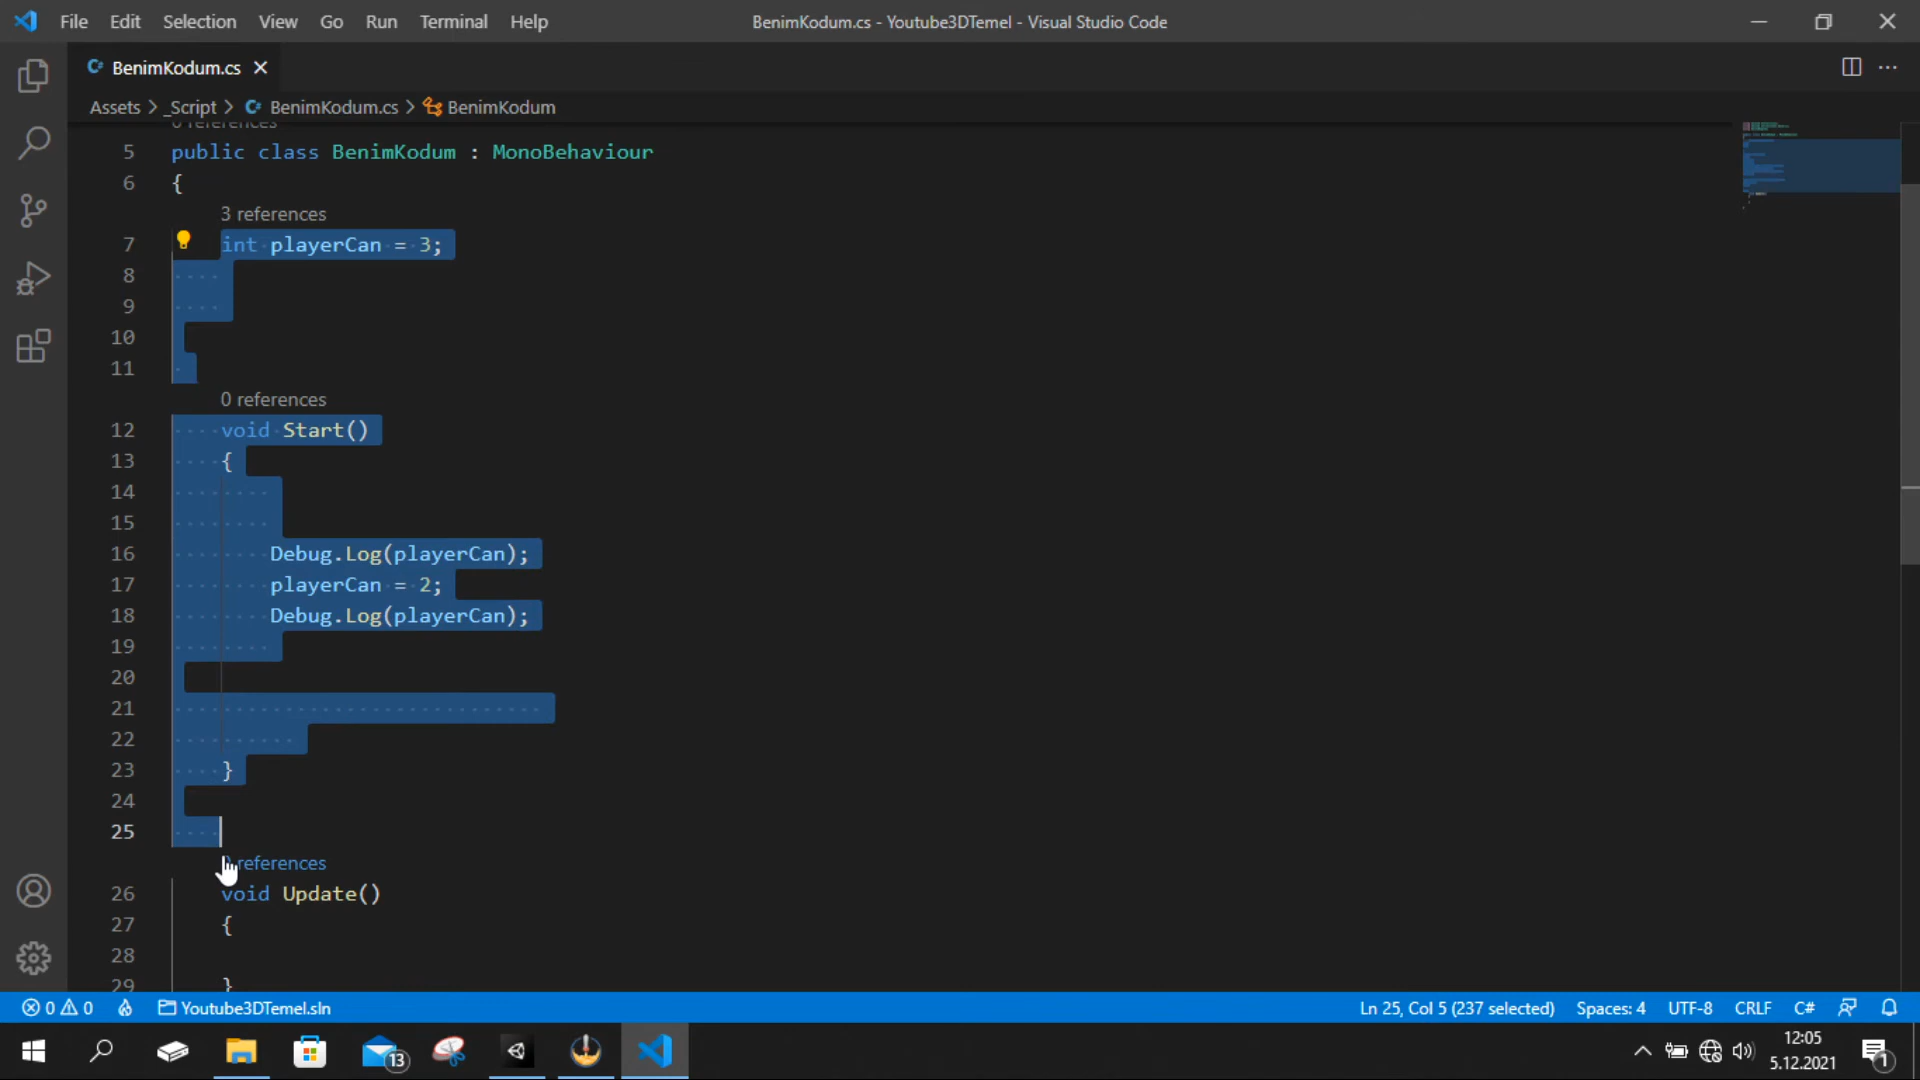 File Edit Selection View Go Run Terminal Help
BenimKodum.cs - Youtube3DTemel - Visual Studio Code
BenimKodum.cs
Assets > _Script > BenimKodum.cs > BenimKodum
0 references
5 public class BenimKodum : MonoBehaviour
6 {
3 references
7 int playerCan = 3;
8
9
10
11
0 references
12 void Start()
13 {
14
15
16 Debug.Log(playerCan);
17 playerCan = 2;
18 Debug.Log(playerCan);
19
20
21
22
23 }
24
25
references
26 void Update()
27 {
28
29 }
0 0 Youtube3DTemel.sln
Ln 25, Col 5 (237 selected) Spaces: 4 UTF-8 CRLF C#
13
12:05
5.12.2021
1